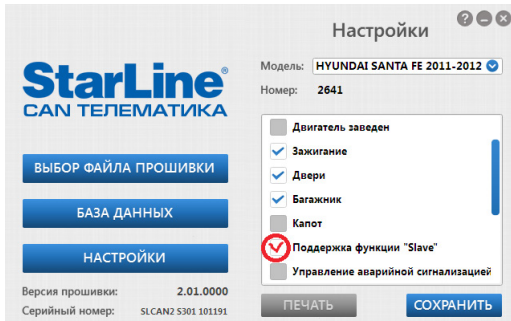 StarLine®
CAN ТЕЛЕМАТИКА
ВЫБОР ФАЙЛА ПРОШИВКИ
БАЗА ДАННЫХ
НАСТРОЙКИ
Версия прошивки: 2.01.0000
Серийный номер: SLCAN2 S301 101191
Настройки
Модель: HYUNDAI SANTA FE 2011-2012
Номер: 2641
Двигатель заведен
Зажигание
Двери
Багажник
Капот
Поддержка функции "Slave"
Управление аварийной сигнализацией
ПЕЧАТЬ
СОХРАНИТЬ